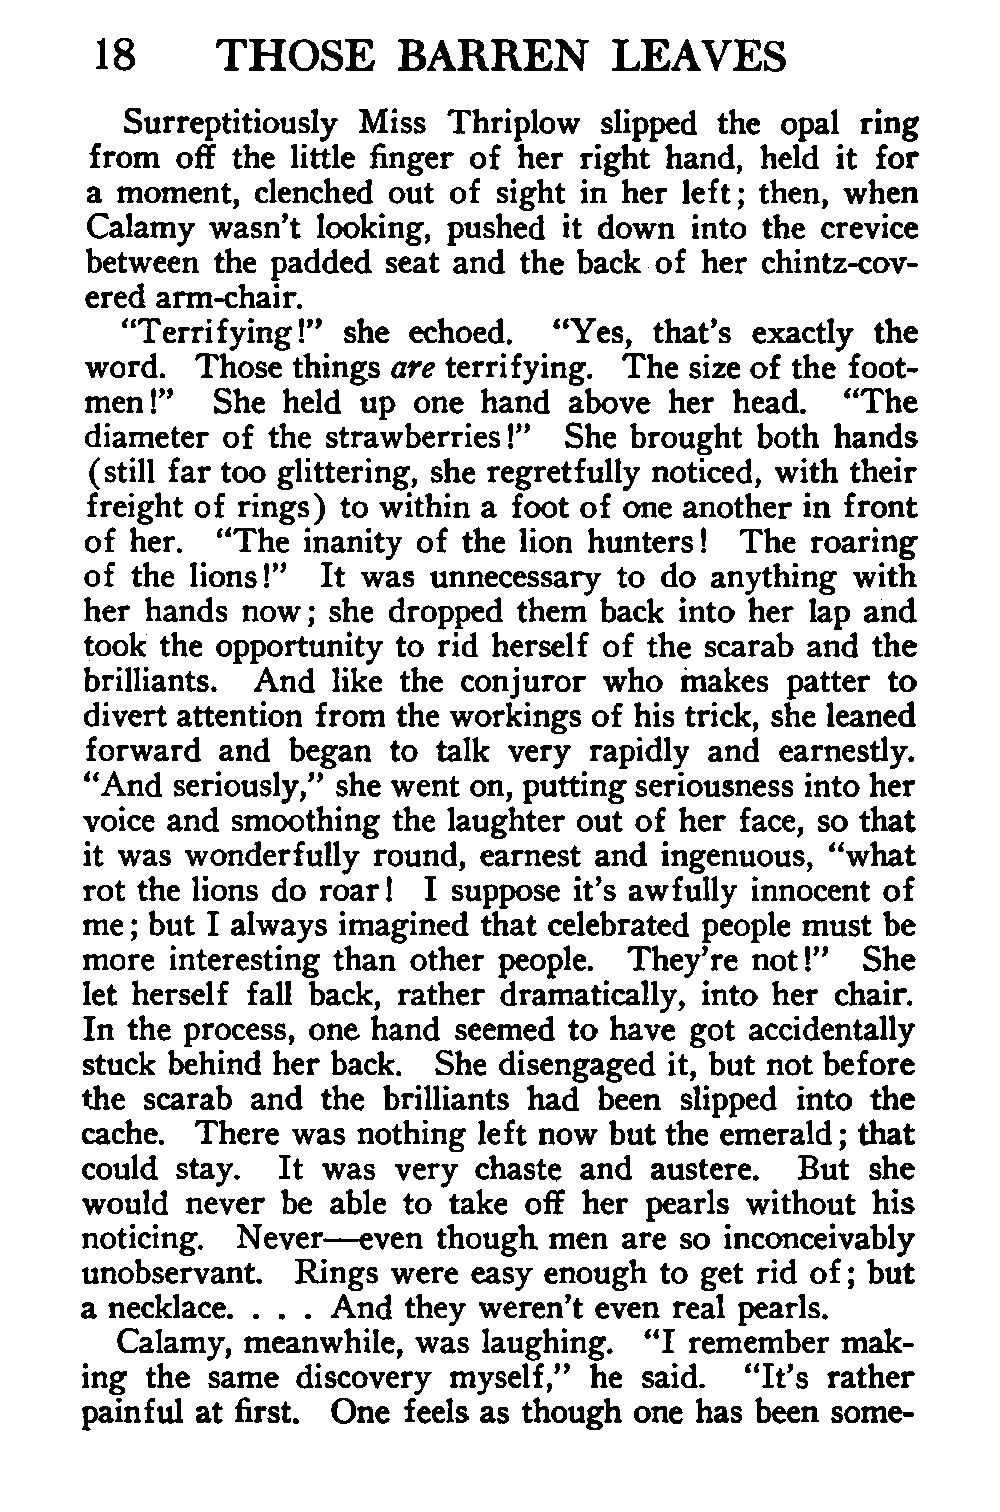 18 THOSE BARREN LEAVES
Surreptitiously Miss Thriplow slipped the opal ring
from off the little finger of her right hand, held it for
a moment, clenched out of sight in her left; then, when
Calamy wasn't looking, pushed it down into the crevice
between the padded seat and the back of her chintz-cov-
ered arm-chair.
“Terrifying!” she echoed. “Yes, that's exactly the
word. Those things are terrifying. The size of the foot-
men!” She held up one hand above her head. “The
diameter of the strawberries!” She brought both hands
(still far too glittering, she regretfully noticed, with their
freight of rings) to within a foot of one another in front
of her. “The inanity of the lion hunters! The roaring
of the lions!” It was unnecessary to do anything with
her hands now; she dropped them back into her lap and
took the opportunity to rid herself of the scarab and the
brilliants. And like the conjuror who makes patter to
divert attention from the workings of his trick, she leaned
forward and began to talk very rapidly and earnestly.
“And seriously,” she went on, putting seriousness into her
voice and smoothing the laughter out of her face, so that
it was wonderfully round, earnest and ingenuous, “what
rot the lions do roar! I suppose it's awfully innocent of
me; but I always imagined that celebrated people must be
more interesting than other people. They're not!” She
let herself fall back, rather dramatically, into her chair.
In the process, one hand seemed to have got accidentally
stuck behind her back. She disengaged it, but not before
the scarab and the brilliants had been slipped into the
cache. There was nothing left now but the emerald; that
could stay. It was very chaste and austere. But she
would never be able to take off her pearls without his
noticing. Never—even though men are so inconceivably
unobservant. Rings were easy enough to get rid of; but
a necklace. . . . And they weren't even real pearls.
Calamy, meanwhile, was laughing. “I remember mak-
ing the same discovery myself,” he said. “It's rather
painful at first. One feels as though one has been some-